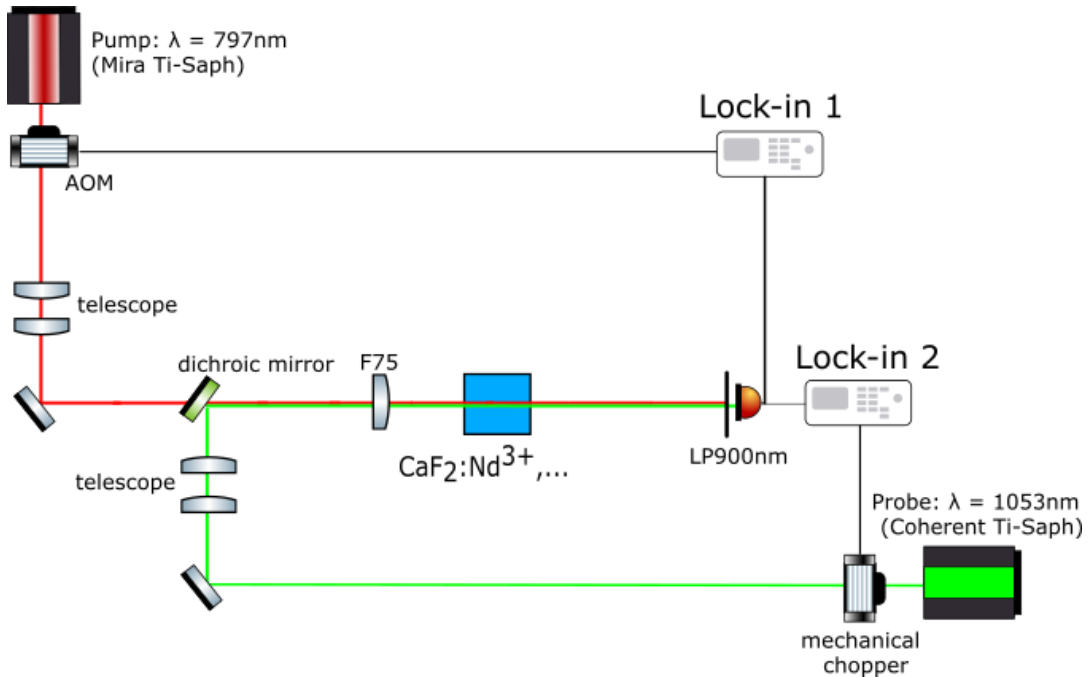 Pump: λ = 797nm
(Mira Ti-Saph)
Lock-in 1
AOM
telescope
dichroic mirror
F75
Lock-in 2
LP900nm
CaF2:Nd3+,...
telescope
Probe: λ = 1053nm
(Coherent Ti-Saph)
mechanical
chopper